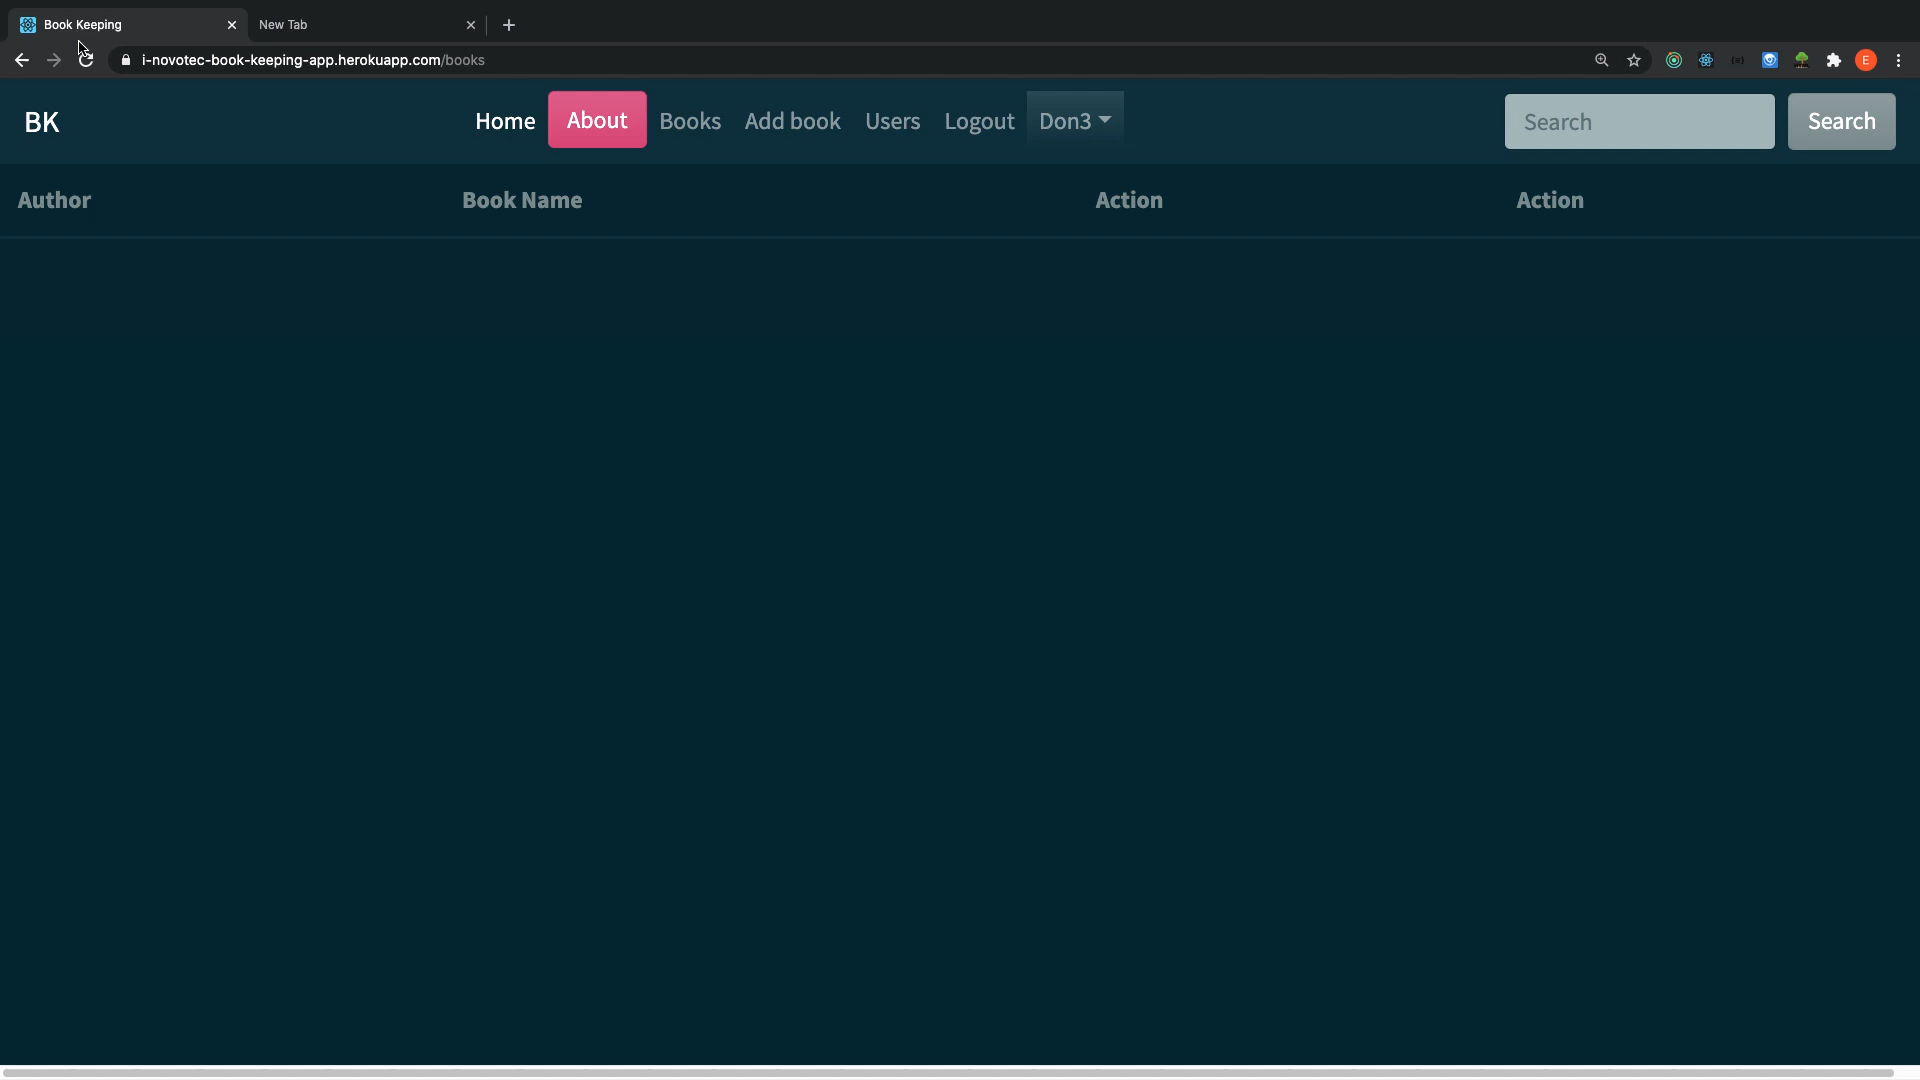 Book Keeping
New Tab
i-novotec-book-keeping-app.herokuapp.com/books
E
BK
Home
About
Books
Add book
Users
Logout
Don3
Search
Search
Author
Book Name
Action
Action